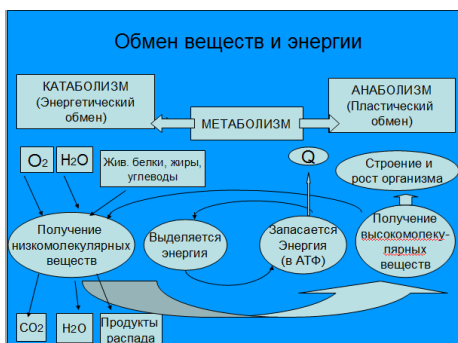 Обмен веществ и энергии
КАТАБОЛИЗМ
(Энергетический
обмен)
МЕТАБОЛИЗМ
АНАБОЛИЗМ
(Пластический
обмен)
O2
H2O
Жив. белки, жиры,
углеводы
Q
Строение и
рост организма
Получение
низкомолекулярных
веществ
Выделяется
энергия
Запасается
Энергия
(в АТФ)
Получение
высокомолеку-
лярных
веществ
CO2
H2O
Продукты
распада